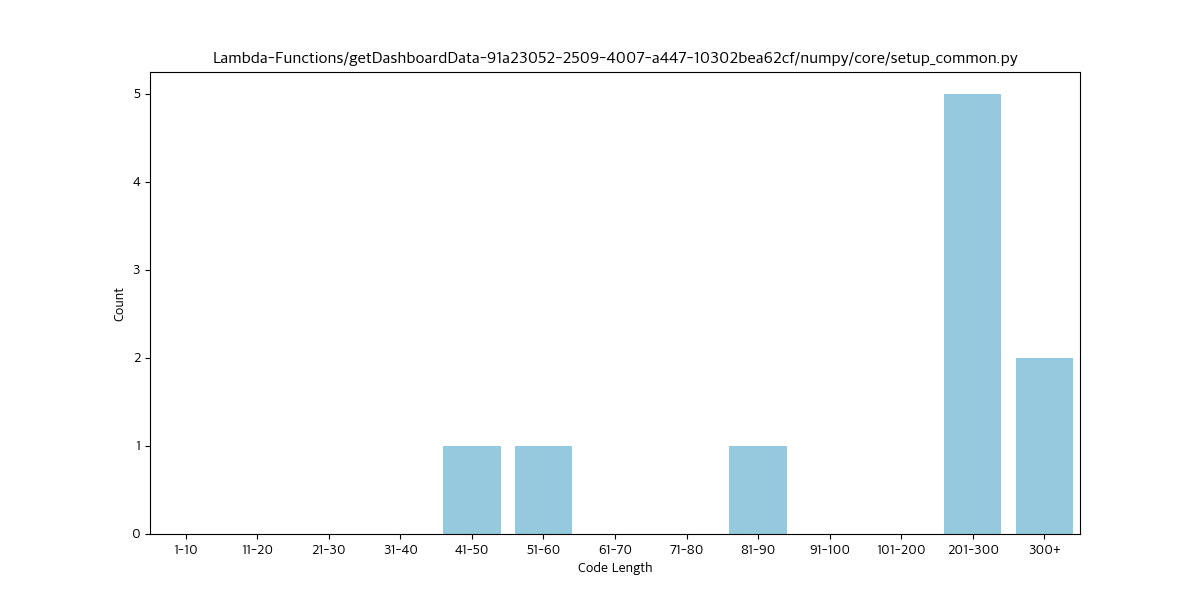 Lambda-Functions/getDashboardData-91a23052-2509-4007-a447-10302bea62cf/numpy/core/setup_common.py
5
4
3
2
1
0
Count
1-10 11-20 21-30 31-40 41-50 51-60 61-70 71-80 81-90 91-100 101-200 201-300 300+
Code Length